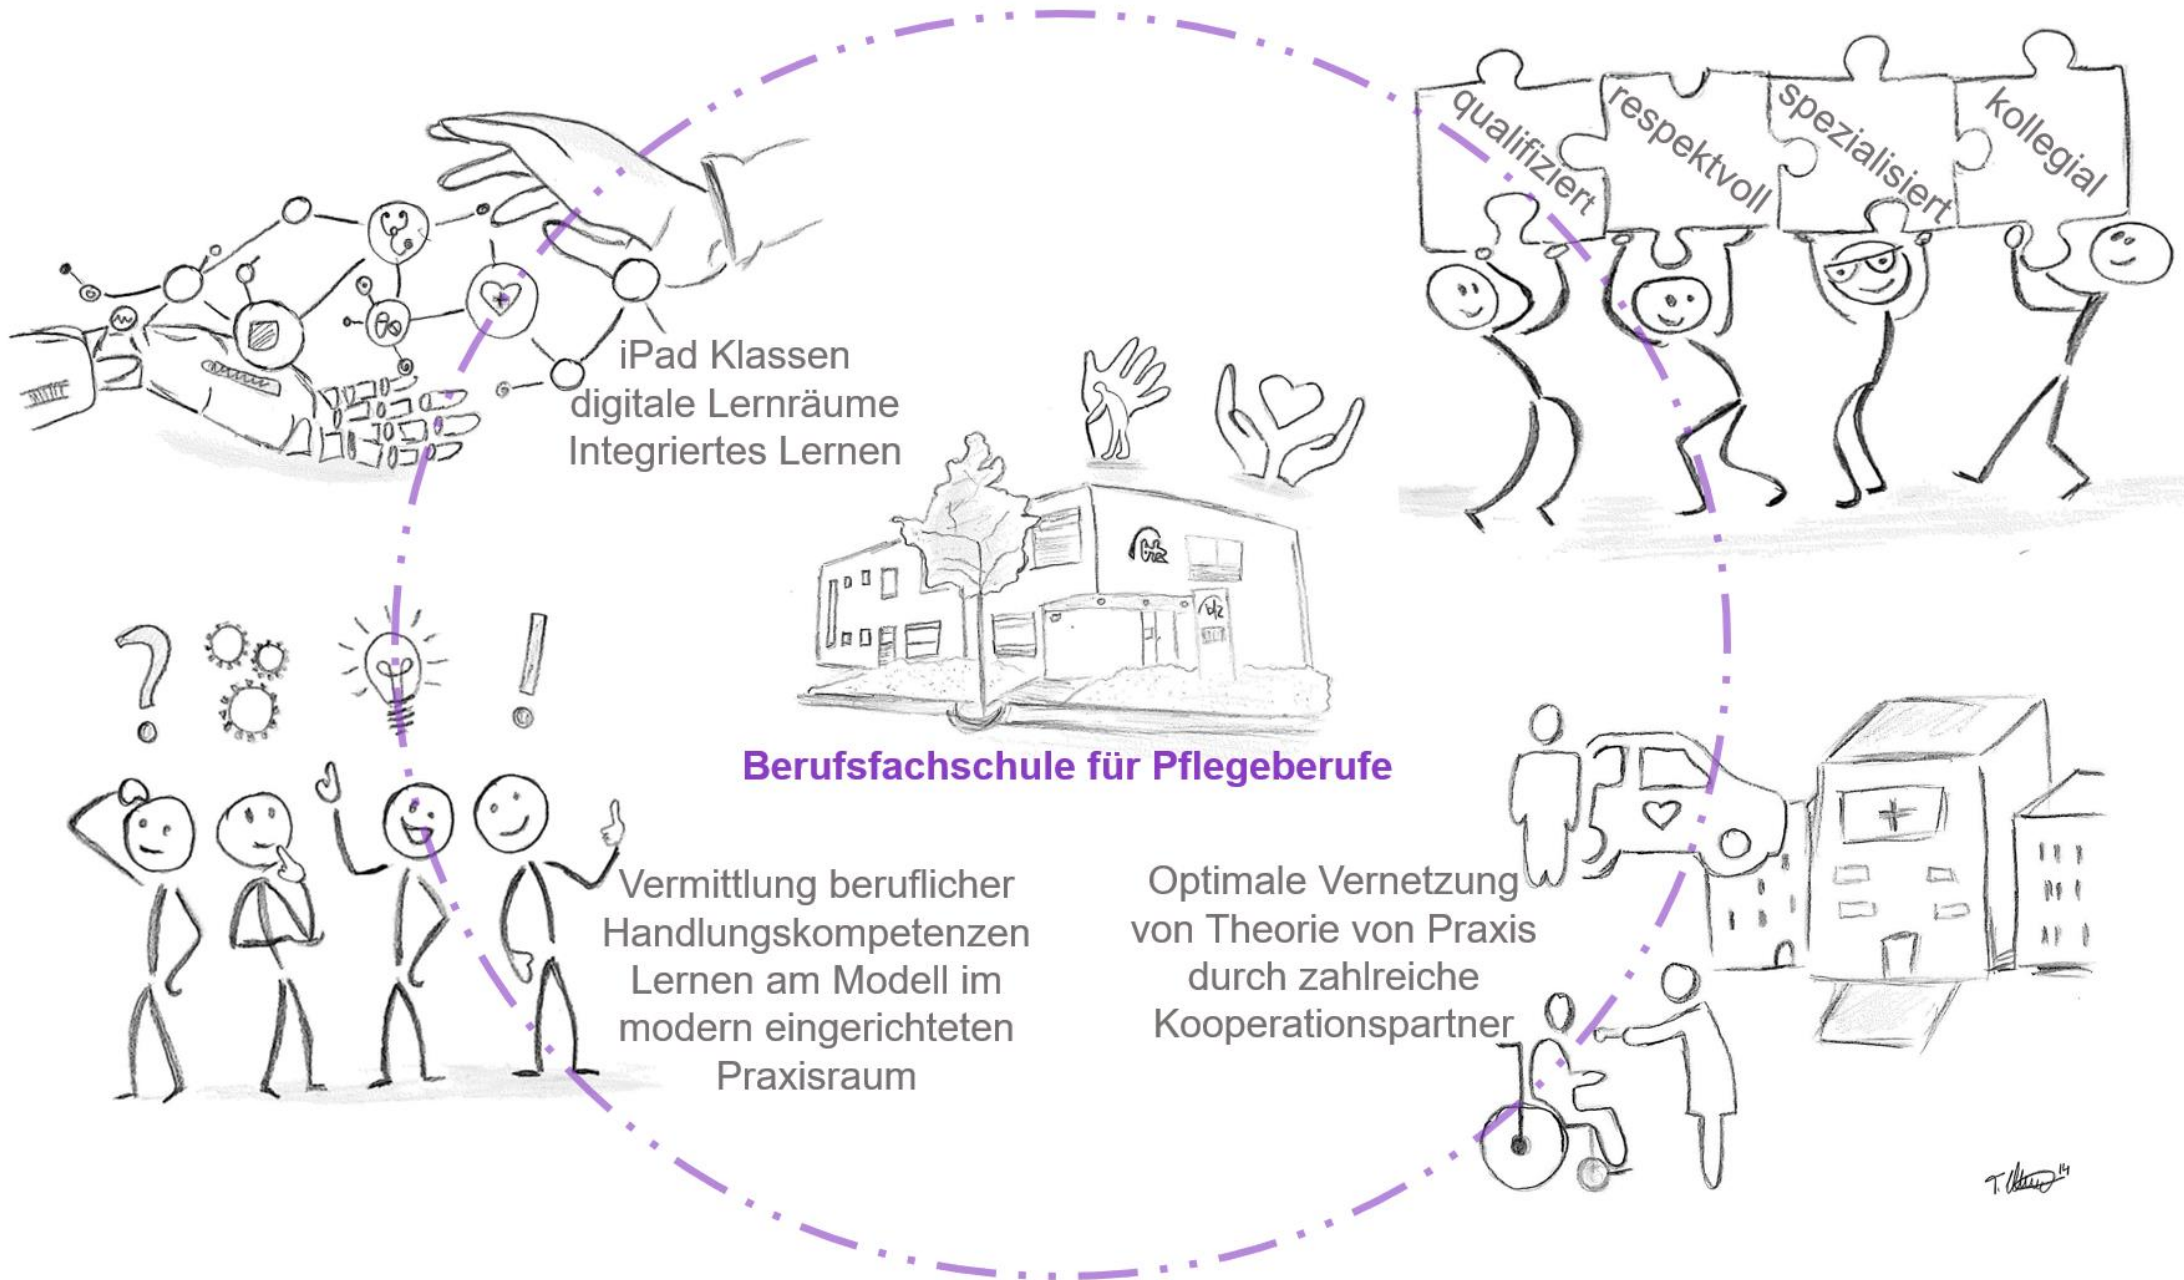 iPad Klassen
digitale Lernräume
Integriertes Lernen
qualifiziert
respektvoll
spezialisiert
kollegial
blz
Berufsfachschule für Pflegeberufe
Vermittlung beruflicher
Handlungskompetenzen
Lernen am Modell im
modern eingerichteten
Praxisraum
Optimale Vernetzung
von Theorie von Praxis
durch zahlreiche
Kooperationspartner